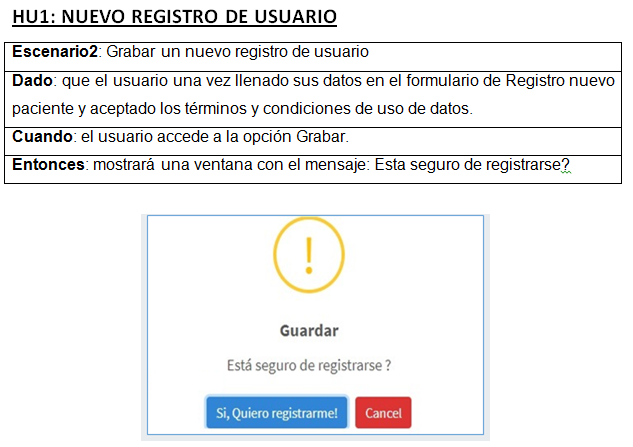 HU1: NUEVO REGISTRO DE USUARIO
Escenario2: Grabar un nuevo registro de usuario
Dado: que el usuario una vez llenado sus datos en el formulario de Registro nuevo
paciente y aceptado los términos y condiciones de uso de datos.
Cuando: el usuario accede a la opción Grabar.
Entonces: mostrará una ventana con el mensaje: Esta seguro de registrarse?
!
Guardar
Está seguro de registrarse ?
Si, Quiero registrarme! Cancel